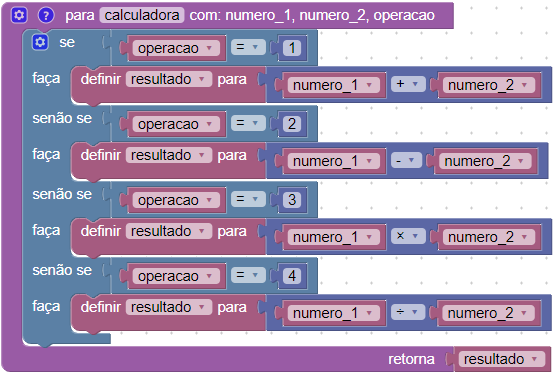 ? para calculadora com: numero_1, numero_2, operacao
se operacao = 1
faça definir resultado para numero_1 + numero_2
senão se operacao = 2
faça definir resultado para numero_1 - numero_2
senão se operacao = 3
faça definir resultado para numero_1 × numero_2
senão se operacao = 4
faça definir resultado para numero_1 ÷ numero_2
retorna resultado